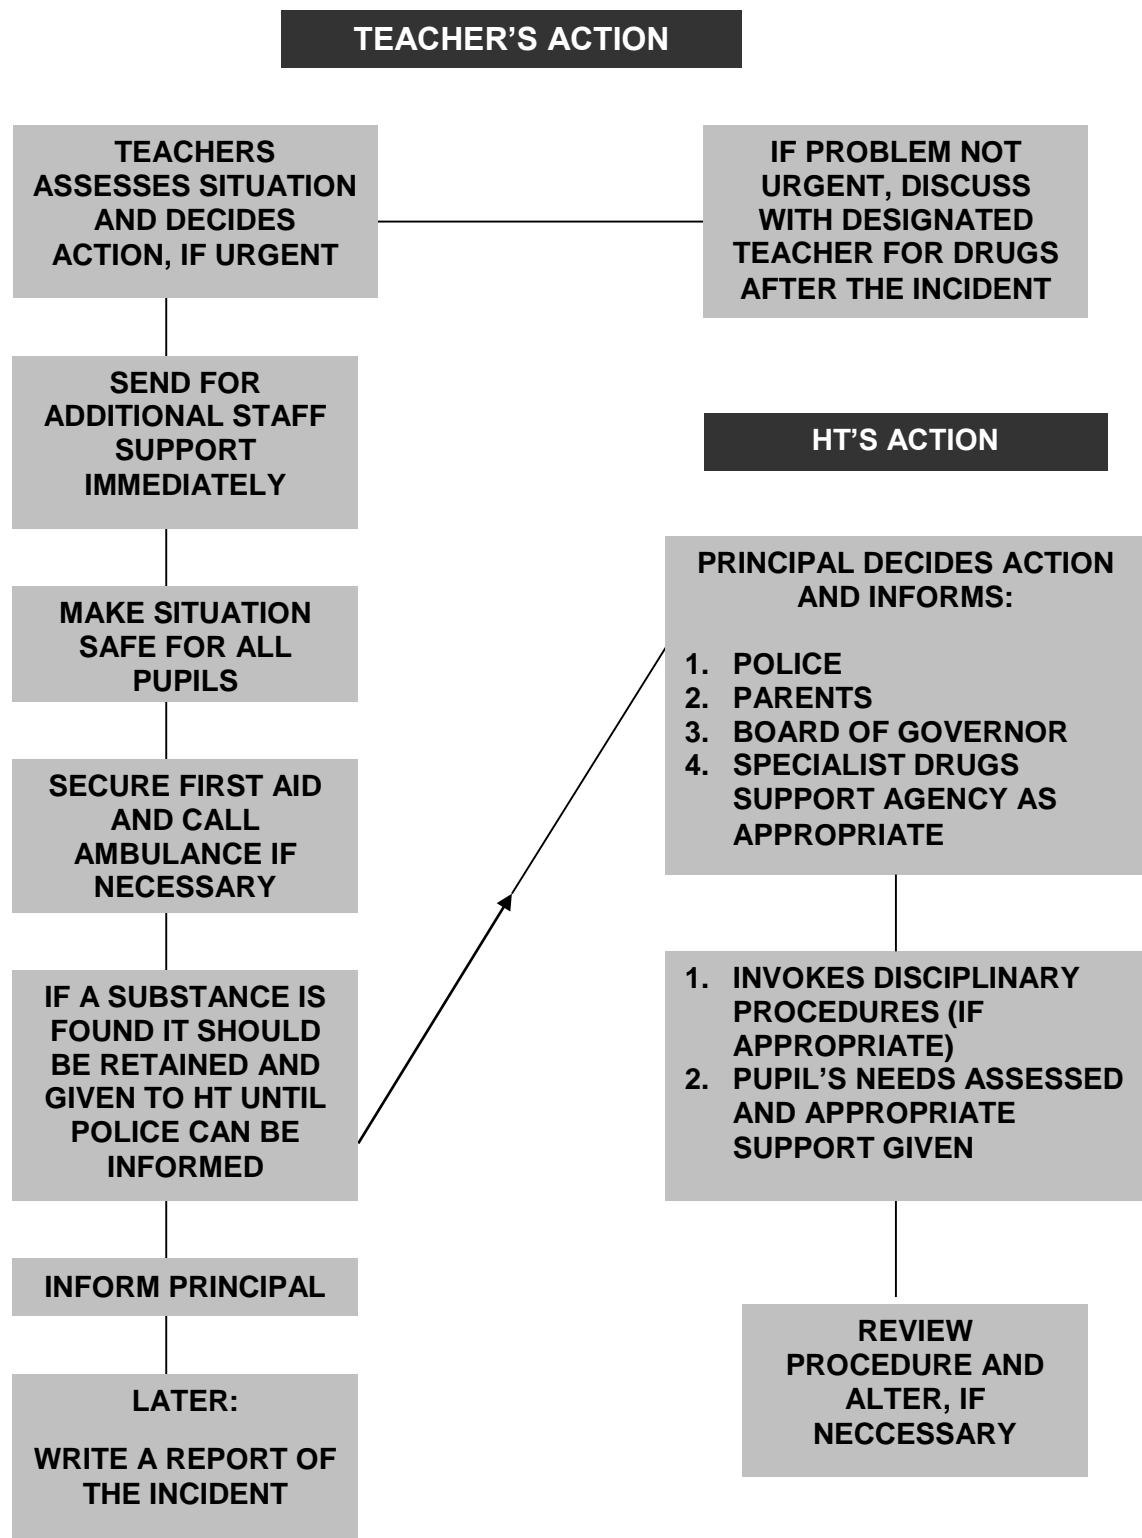 TEACHER’S ACTION
TEACHERS
ASSESSES SITUATION
AND DECIDES
ACTION, IF URGENT
IF PROBLEM NOT
URGENT, DISCUSS
WITH DESIGNATED
TEACHER FOR DRUGS
AFTER THE INCIDENT
SEND FOR
ADDITIONAL STAFF
SUPPORT
IMMEDIATELY
MAKE SITUATION
SAFE FOR ALL
PUPILS
SECURE FIRST AID
AND CALL
AMBULANCE IF
NECESSARY
IF A SUBSTANCE IS
FOUND IT SHOULD
BE RETAINED AND
GIVEN TO HT UNTIL
POLICE CAN BE
INFORMED
INFORM PRINCIPAL
LATER:
WRITE A REPORT OF
THE INCIDENT
HT’S ACTION
PRINCIPAL DECIDES ACTION
AND INFORMS:
1. POLICE
2. PARENTS
3. BOARD OF GOVERNOR
4. SPECIALIST DRUGS
SUPPORT AGENCY AS
APPROPRIATE
1. INVOKES DISCIPLINARY
PROCEDURES (IF
APPROPRIATE)
2. PUPIL’S NEEDS ASSESSED
AND APPROPRIATE
SUPPORT GIVEN
REVIEW
PROCEDURE AND
ALTER, IF
NECCESSARY